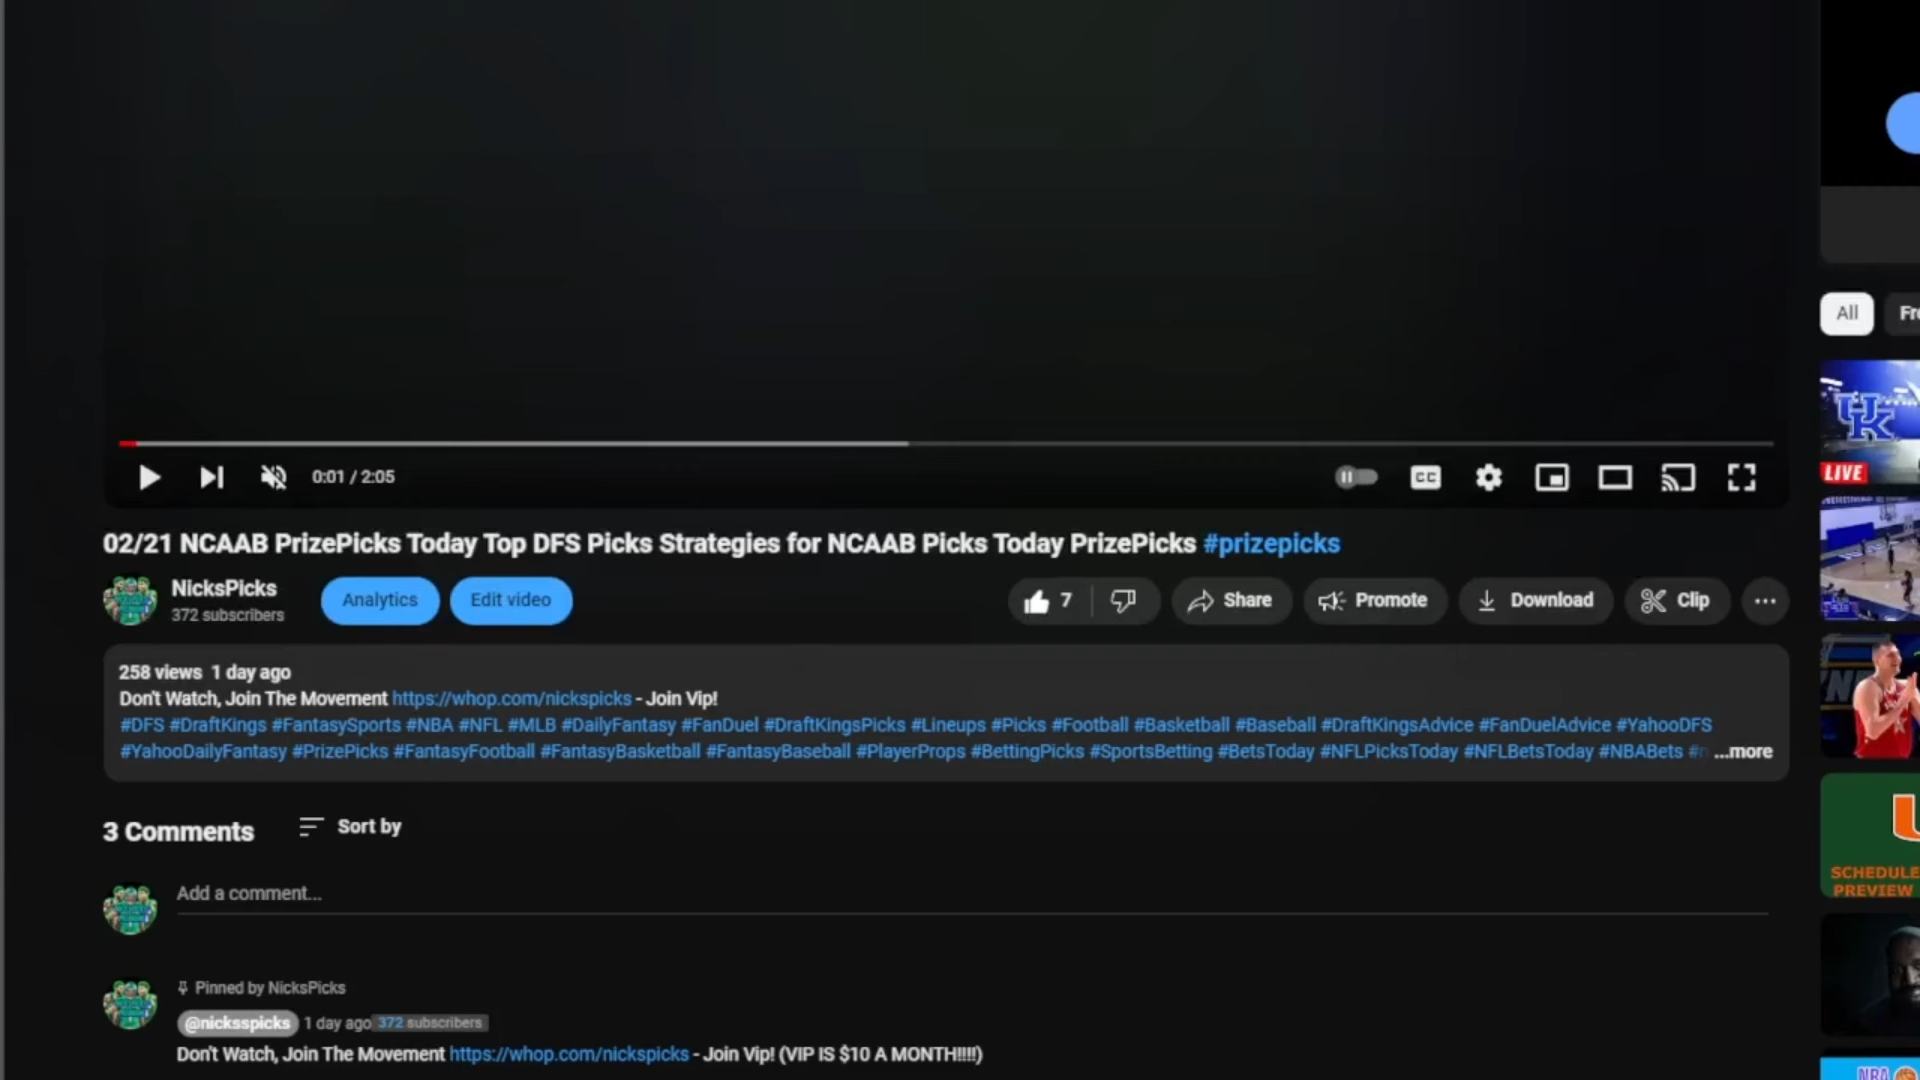 0:01 / 2:05
CC
02/21 NCAAB PrizePicks Today Top DFS Picks Strategies for NCAAB Picks Today PrizePicks #prizepicks
NicksPicks
372 subscribers
Analytics
Edit video
7
Share
Promote
Download
Clip
258 views 1 day ago
Don't Watch, Join The Movement https://whop.com/nickspicks - Join Vip!
#DFS #DraftKings #FantasySports #NBA #NFL #MLB #DailyFantasy #FanDuel #DraftKingsPicks #Lineups #Picks #Football #Basketball #Baseball #DraftKingsAdvice #FanDuelAdvice #YahooDFS
#YahooDailyFantasy #PrizePicks #FantasyFootball #FantasyBasketball #FantasyBaseball #PlayerProps #BettingPicks #SportsBetting #BetsToday #NFLPicksToday #NFLBetsToday #NBABets #n ...more
3 Comments
Sort by
Add a comment...
Pinned by NicksPicks
@nicksspicks 1 day ago 372 subscribers
Don't Watch, Join The Movement https://whop.com/nickspicks - Join Vip! (VIP IS $10 A MONTH!!!!)
All
Fr
UK
LIVE
U
SCHEDULE
PREVIEW
NBA